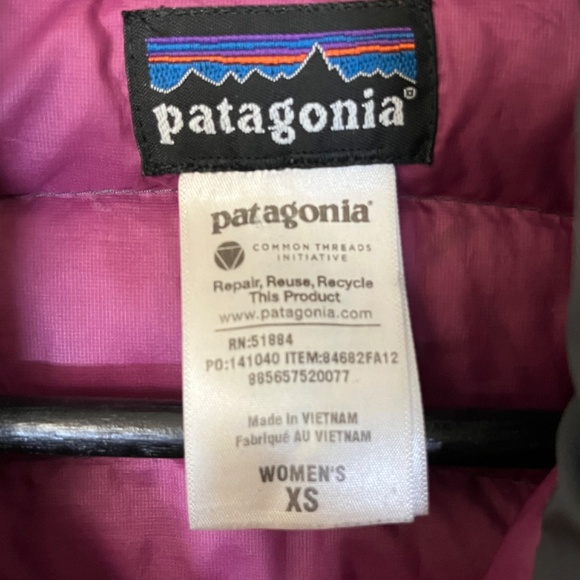 patagonia®
patagonia®
COMMON THREADS
INITIATIVE
Repair, Reuse, Recycle
This Product
www.patagonia.com
RN:51884
PO:141040 ITEM:84682FA12
885657520077
Made in VIETNAM
Fabriqué AU VIETNAM
WOMEN'S
XS